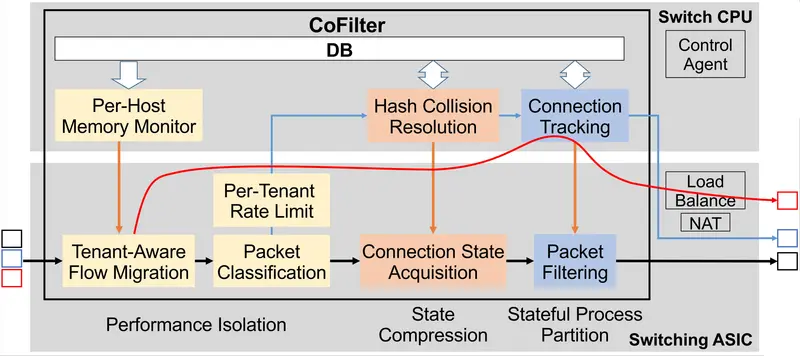 Switch CPU
CoFilter
DB
Control
Agent
Per-Host
Memory Monitor
Hash Collision
Resolution
Connection
Tracking
Per-Tenant
Rate Limit
Load
Balance
NAT
Tenant-Aware
Flow Migration
Packet
Classification
Connection State
Acquisition
Packet
Filtering
Performance Isolation
State
Compression
Stateful Process
Partition
Switching ASIC